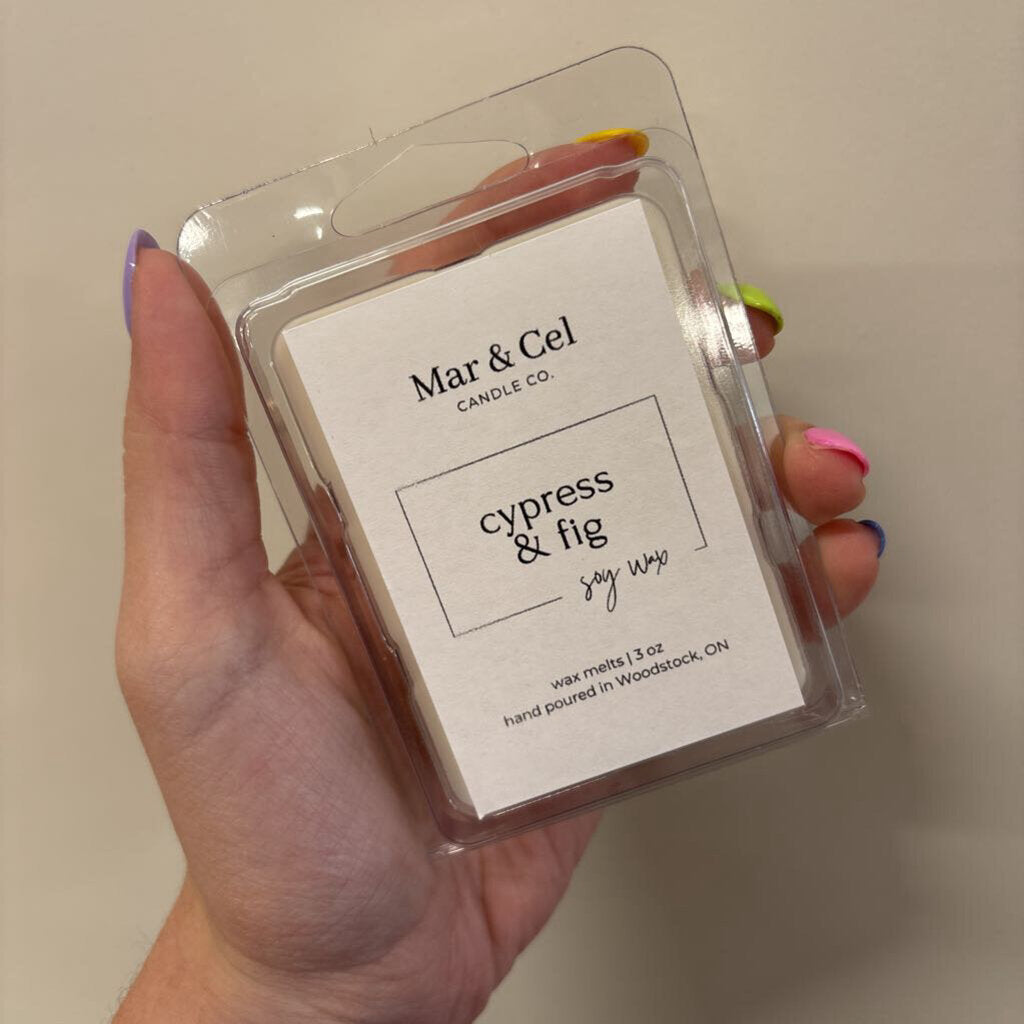 Mar & Cel
CANDLE CO.
cypress
& fig
soy wax
wax melts | 3 oz
hand poured in Woodstock, ON